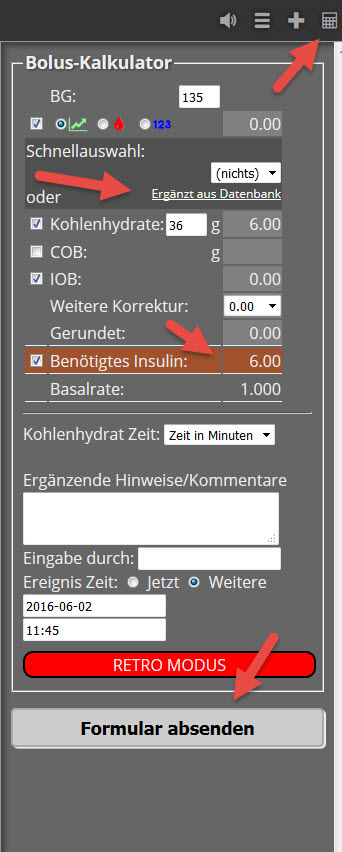 Bolus-Kalkulator
BG: 135
123 0.00
Schnellauswahl:
(nichts)
oder Ergänzt aus Datenbank
Kohlenhydrate: 36 g 6.00
COB: g
IOB: 0.00
Weitere Korrektur: 0.00
Gerundet: 0.00
Benötigtes Insulin: 6.00
Basalrate: 1.000
Kohlenhydrat Zeit: Zeit in Minuten
Ergänzende Hinweise/Kommentare
Eingabe durch:
Ereignis Zeit: Jetzt Weitere
2016-06-02
11:45
RETRO MODUS
Formular absenden